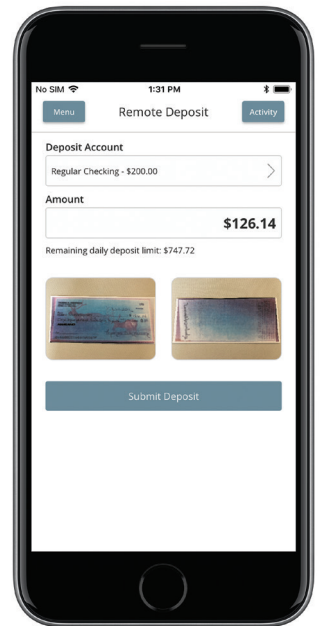 No SIM 1:31 PM
Menu Remote Deposit Activity
Deposit Account
Regular Checking - $200.00
Amount
$126.14
Remaining daily deposit limit: $747.72
Submit Deposit